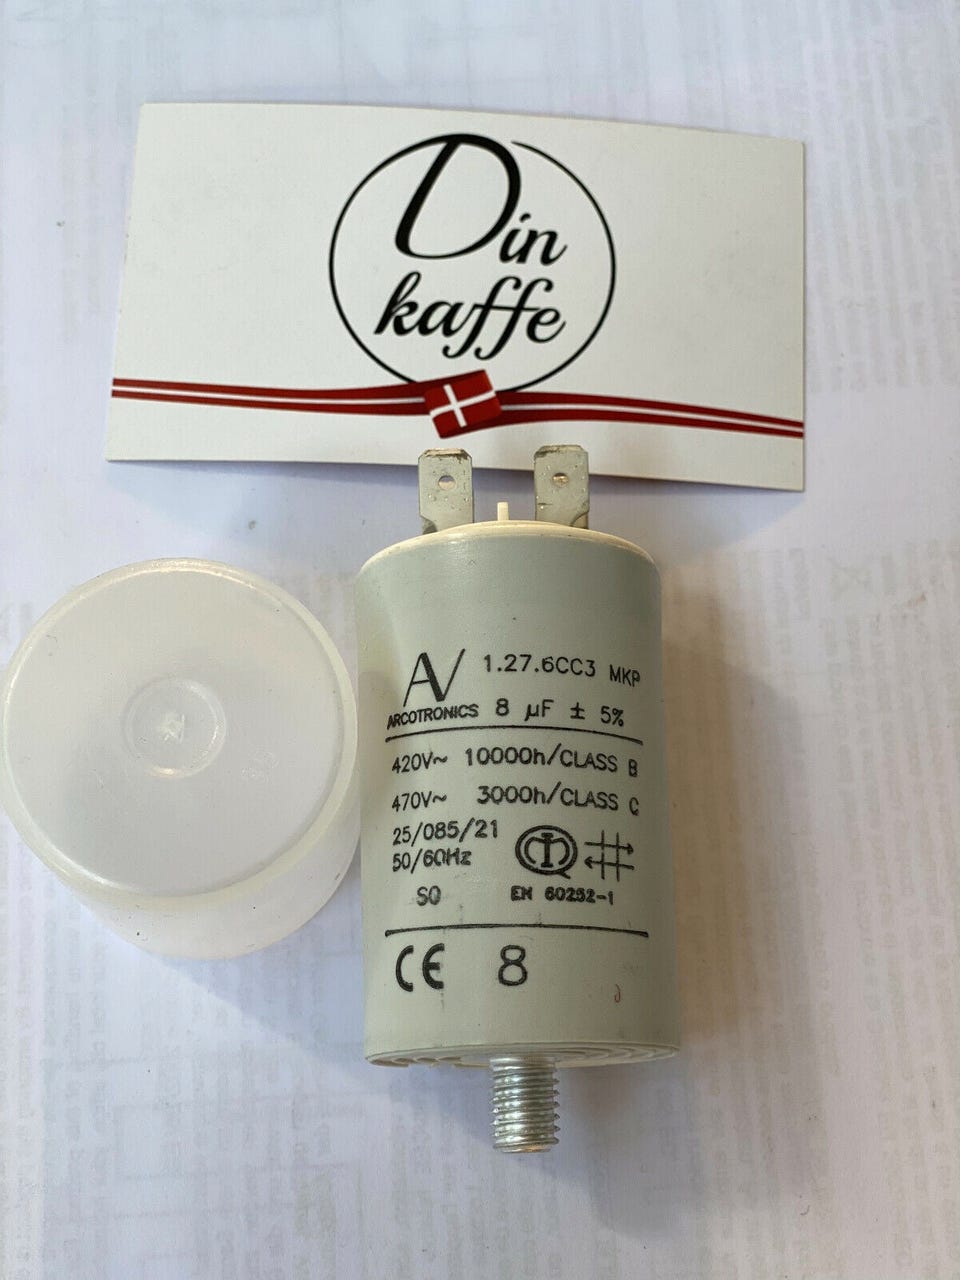 Din
kaffe
AV 1.27.6CC3 MKP
ARCOTRONICS 8 µF ± 5%
420V~ 10000h/CLASS B
470V~ 3000h/CLASS C
25/085/21
50/60Hz
S0 EN 60252-1
CE 8